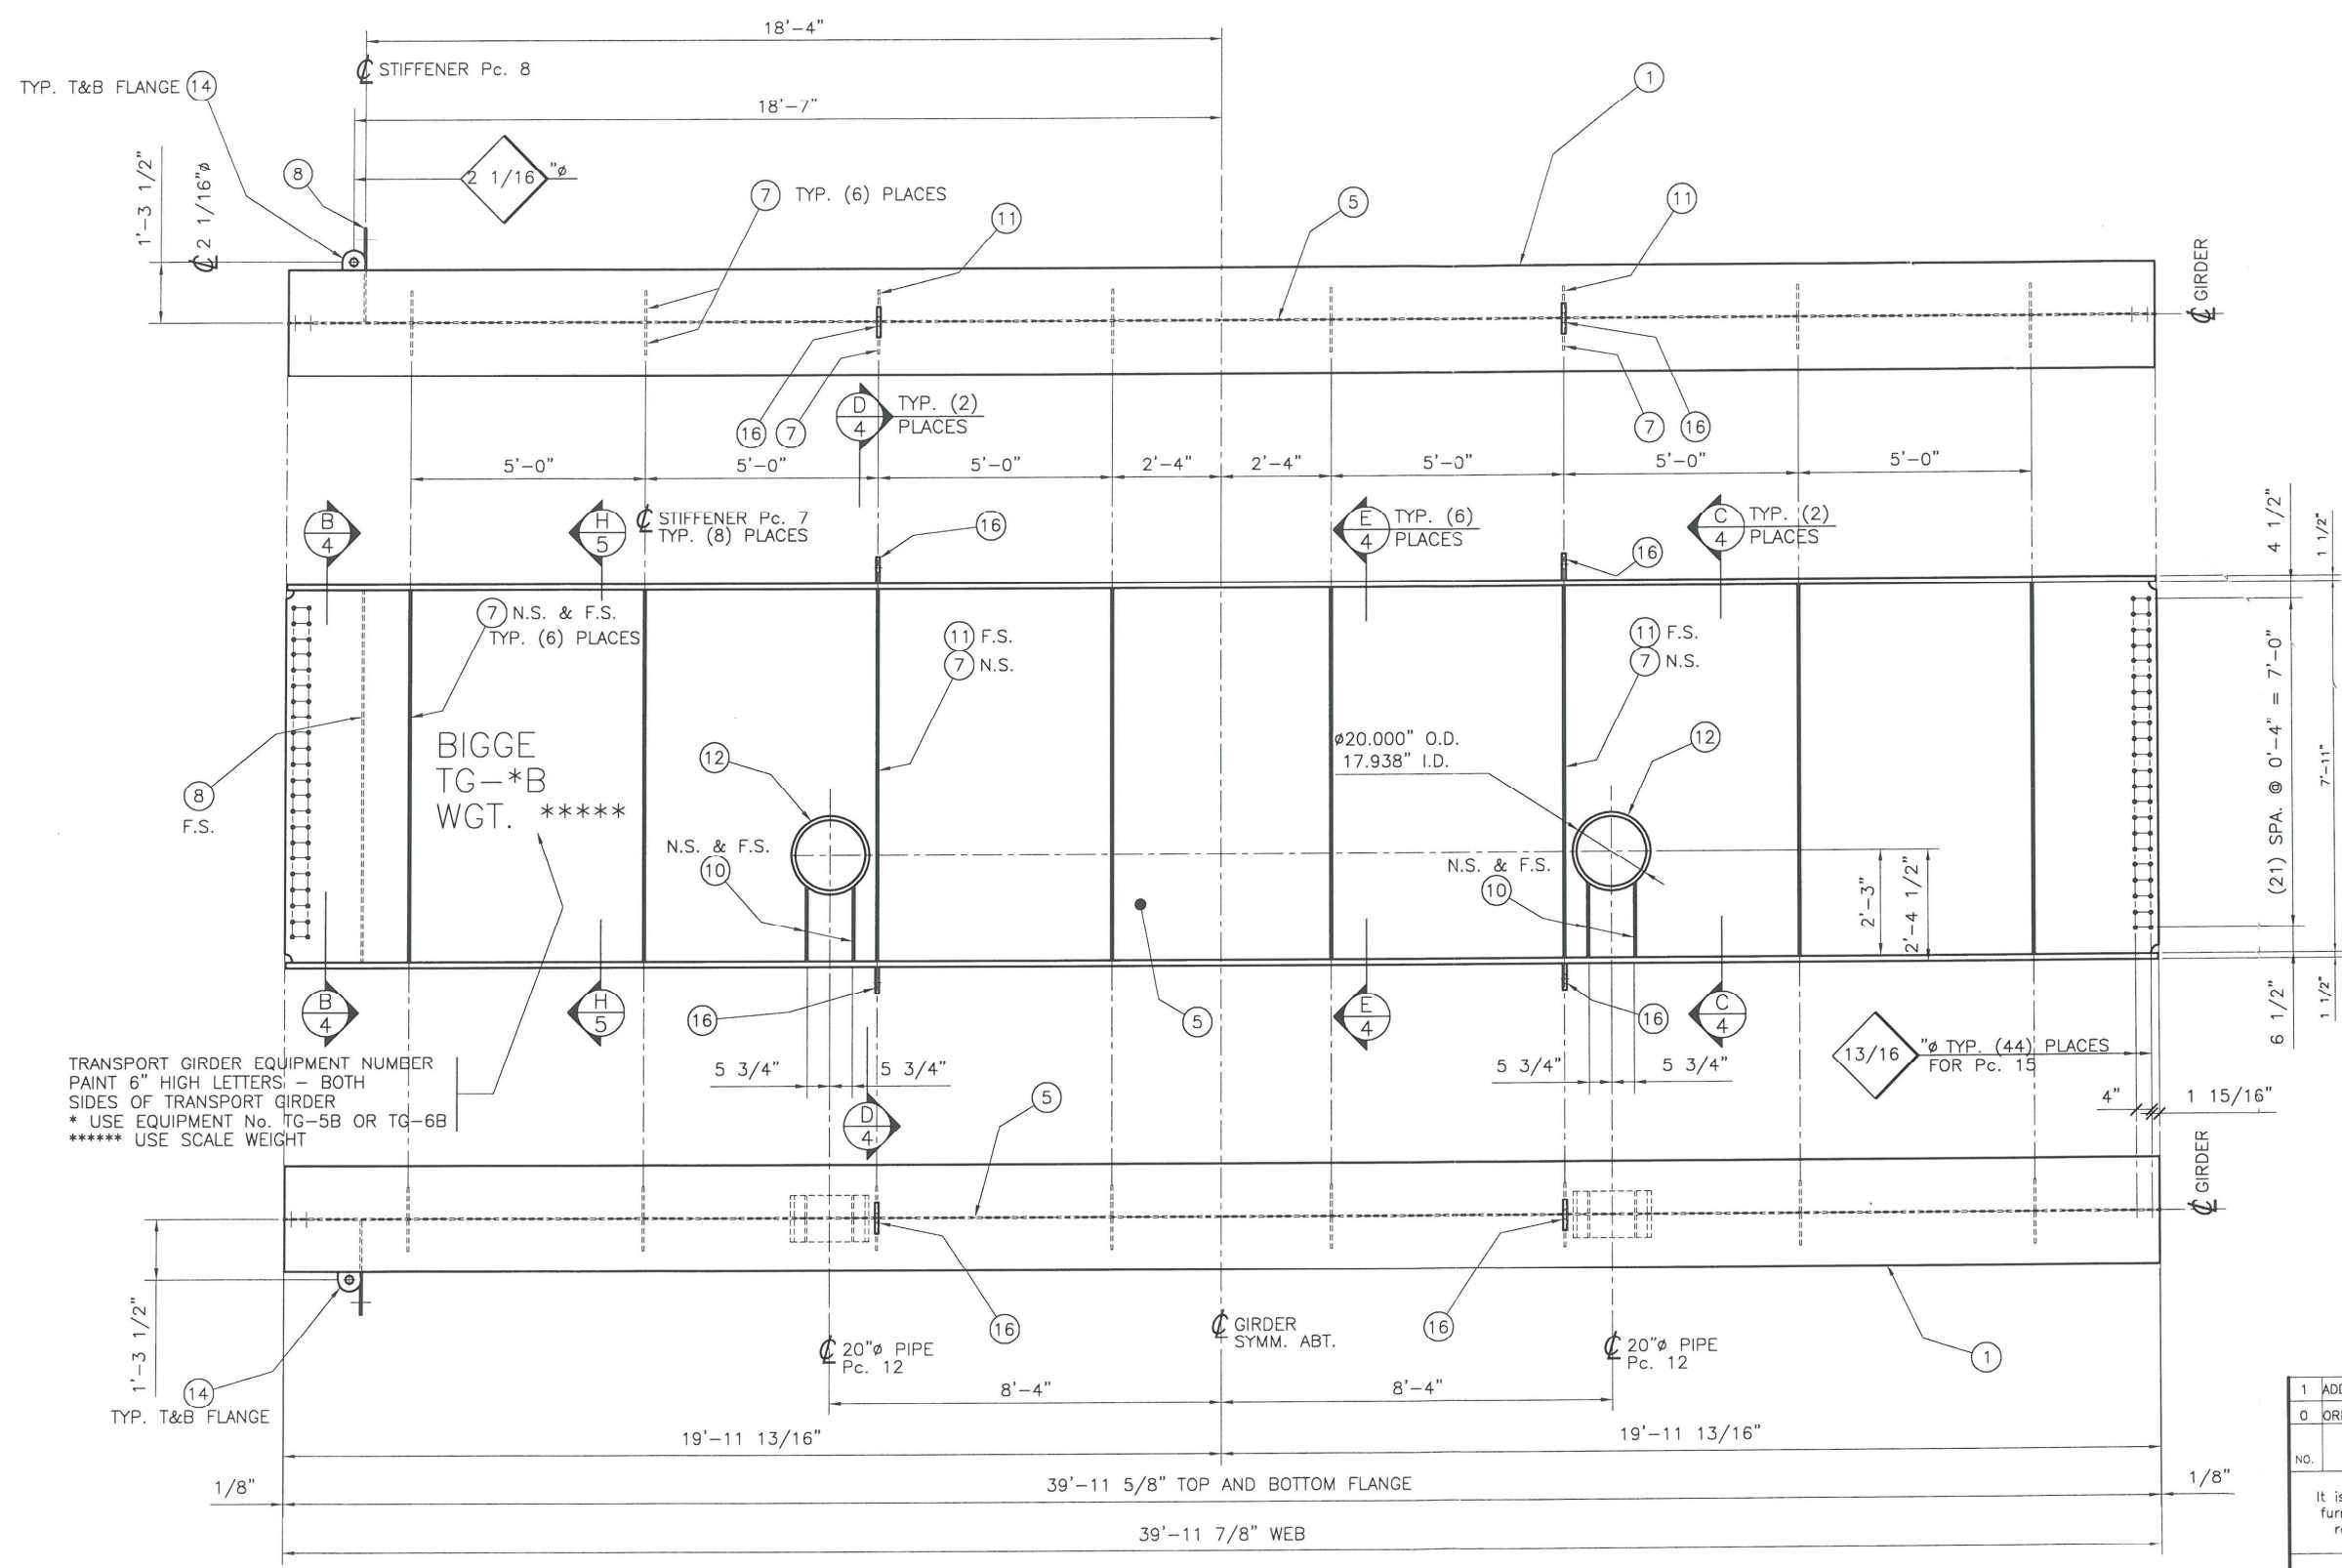 18'-4"
℄ STIFFENER Pc. 8
TYP. T&B FLANGE 14
18'-7"
1
1'-3 1/2"
℄ 2 1/16"ø
8
2 1/16 "ø
7 TYP. (6) PLACES
11
5
11
℄ GIRDER
16 7
D
4
TYP. (2)
PLACES
7 16
5'-0"
5'-0"
5'-0"
2'-4"
2'-4"
5'-0"
5'-0"
5'-0"
B
4
H
5
℄ STIFFENER Pc. 7
TYP. (8) PLACES
16
E
4
TYP. (6)
PLACES
C
4
TYP. (2)
PLACES
16
4 1/2"
1 1/2"
7 N.S. & F.S.
TYP. (6) PLACES
11 F.S.
7 N.S.
11 F.S.
7 N.S.
BIGGE
TG-*B
WGT. *****
8
F.S.
12
ø20.000" O.D.
17.938" I.D.
12
(21) SPA. @ 0'-4" = 7'-0"
7'-11"
N.S. & F.S.
10
N.S. & F.S.
10
2'-3"
2'-4 1/2"
B
4
H
5
16
5
E
4
16
C
4
6 1/2"
1 1/2"
13/16 "ø TYP. (44) PLACES
FOR Pc. 15
TRANSPORT GIRDER EQUIPMENT NUMBER
PAINT 6" HIGH LETTERS - BOTH
SIDES OF TRANSPORT GIRDER
* USE EQUIPMENT No. TG-5B OR TG-6B
****** USE SCALE WEIGHT
5 3/4"
5 3/4"
D
4
5
5 3/4"
5 3/4"
4"
1 15/16"
℄ GIRDER
1'-3 1/2"
14
TYP. T&B FLANGE
16
16
1
℄ 20"ø PIPE
Pc. 12
℄ GIRDER
SYMM. ABT.
℄ 20"ø PIPE
Pc. 12
8'-4"
8'-4"
19'-11 13/16"
19'-11 13/16"
1/8"
39'-11 5/8" TOP AND BOTTOM FLANGE
1/8"
39'-11 7/8" WEB
1
0
NO.
It is